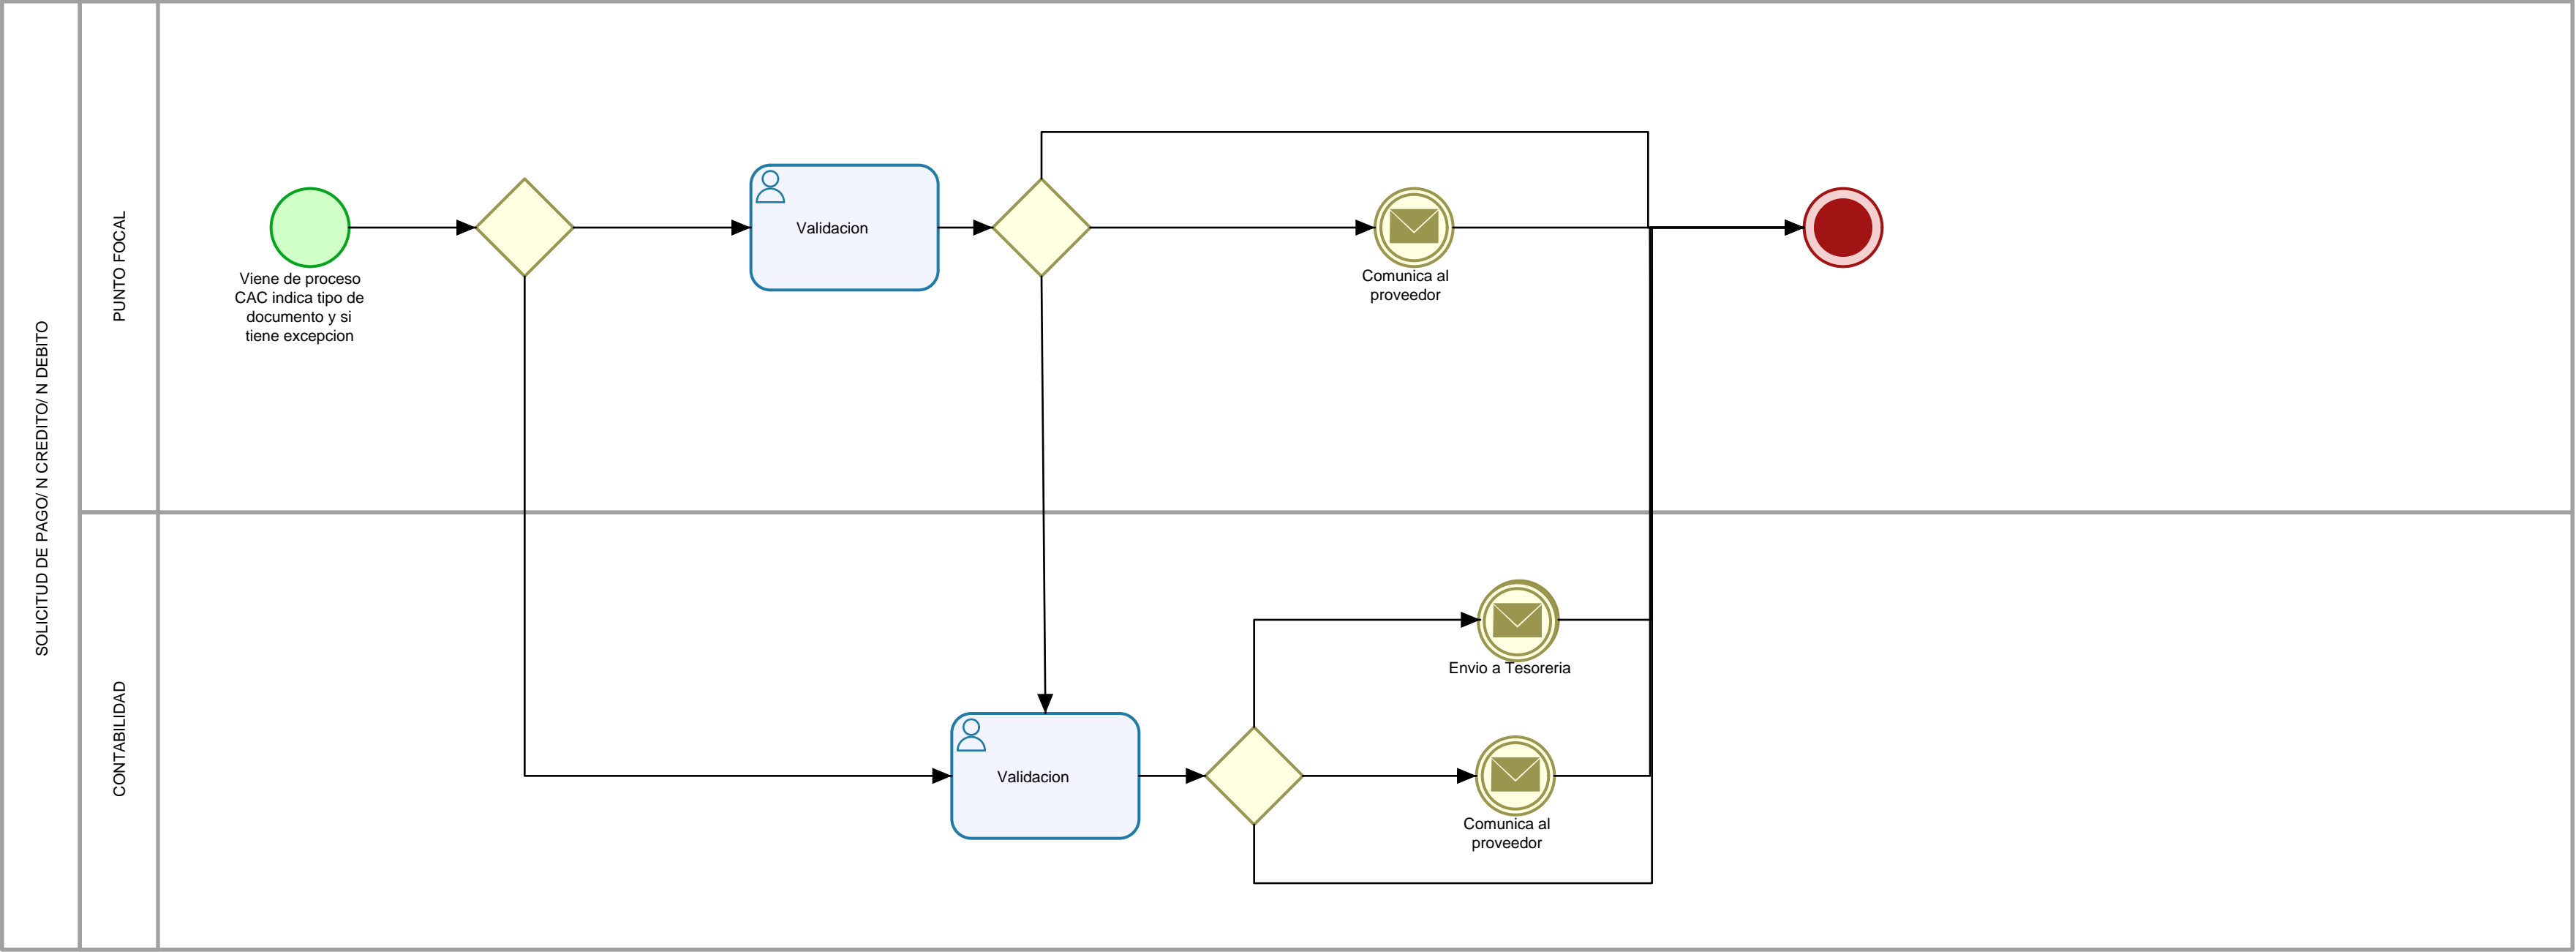 SOLICITUD DE PAGO/ N CREDITO/ N DEBITO
PUNTO FOCAL
Viene de proceso
CAC indica tipo de
documento y si
tiene excepcion
Validacion
Comunica al
proveedor
CONTABILIDAD
Validacion
Envio a Tesoreria
Comunica al
proveedor